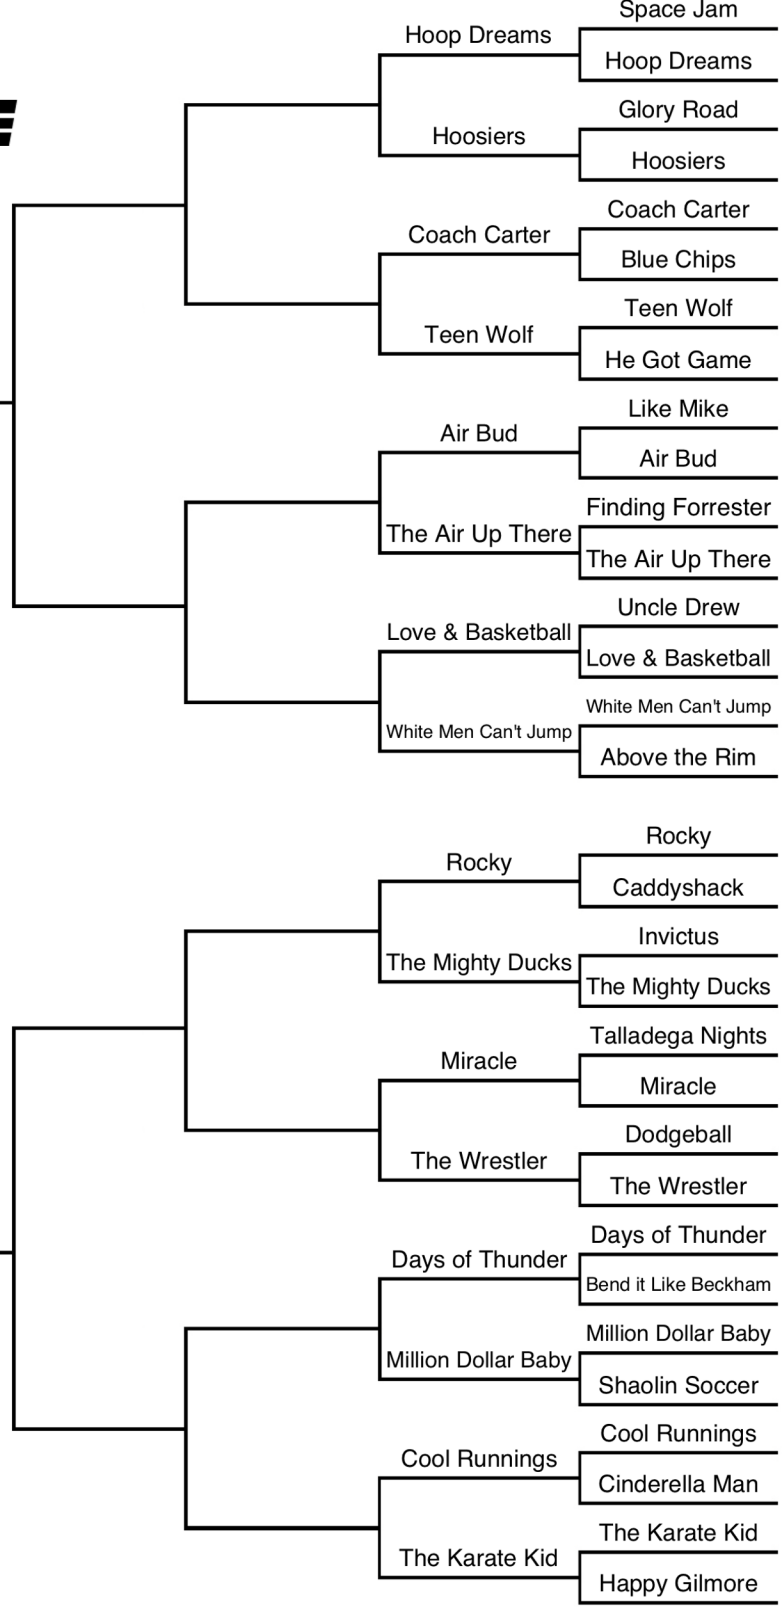 Space Jam
Hoop Dreams
Hoop Dreams
Glory Road
Hoosiers
Hoosiers
Coach Carter
Coach Carter
Blue Chips
Teen Wolf
Teen Wolf
He Got Game
Like Mike
Air Bud
Air Bud
Finding Forrester
The Air Up There
The Air Up There
Uncle Drew
Love & Basketball
Love & Basketball
White Men Can't Jump
White Men Can't Jump
Above the Rim
Rocky
Rocky
Caddyshack
Invictus
The Mighty Ducks
The Mighty Ducks
Talladega Nights
Miracle
Miracle
Dodgeball
The Wrestler
The Wrestler
Days of Thunder
Days of Thunder
Bend it Like Beckham
Million Dollar Baby
Million Dollar Baby
Shaolin Soccer
Cool Runnings
Cool Runnings
Cinderella Man
The Karate Kid
The Karate Kid
Happy Gilmore